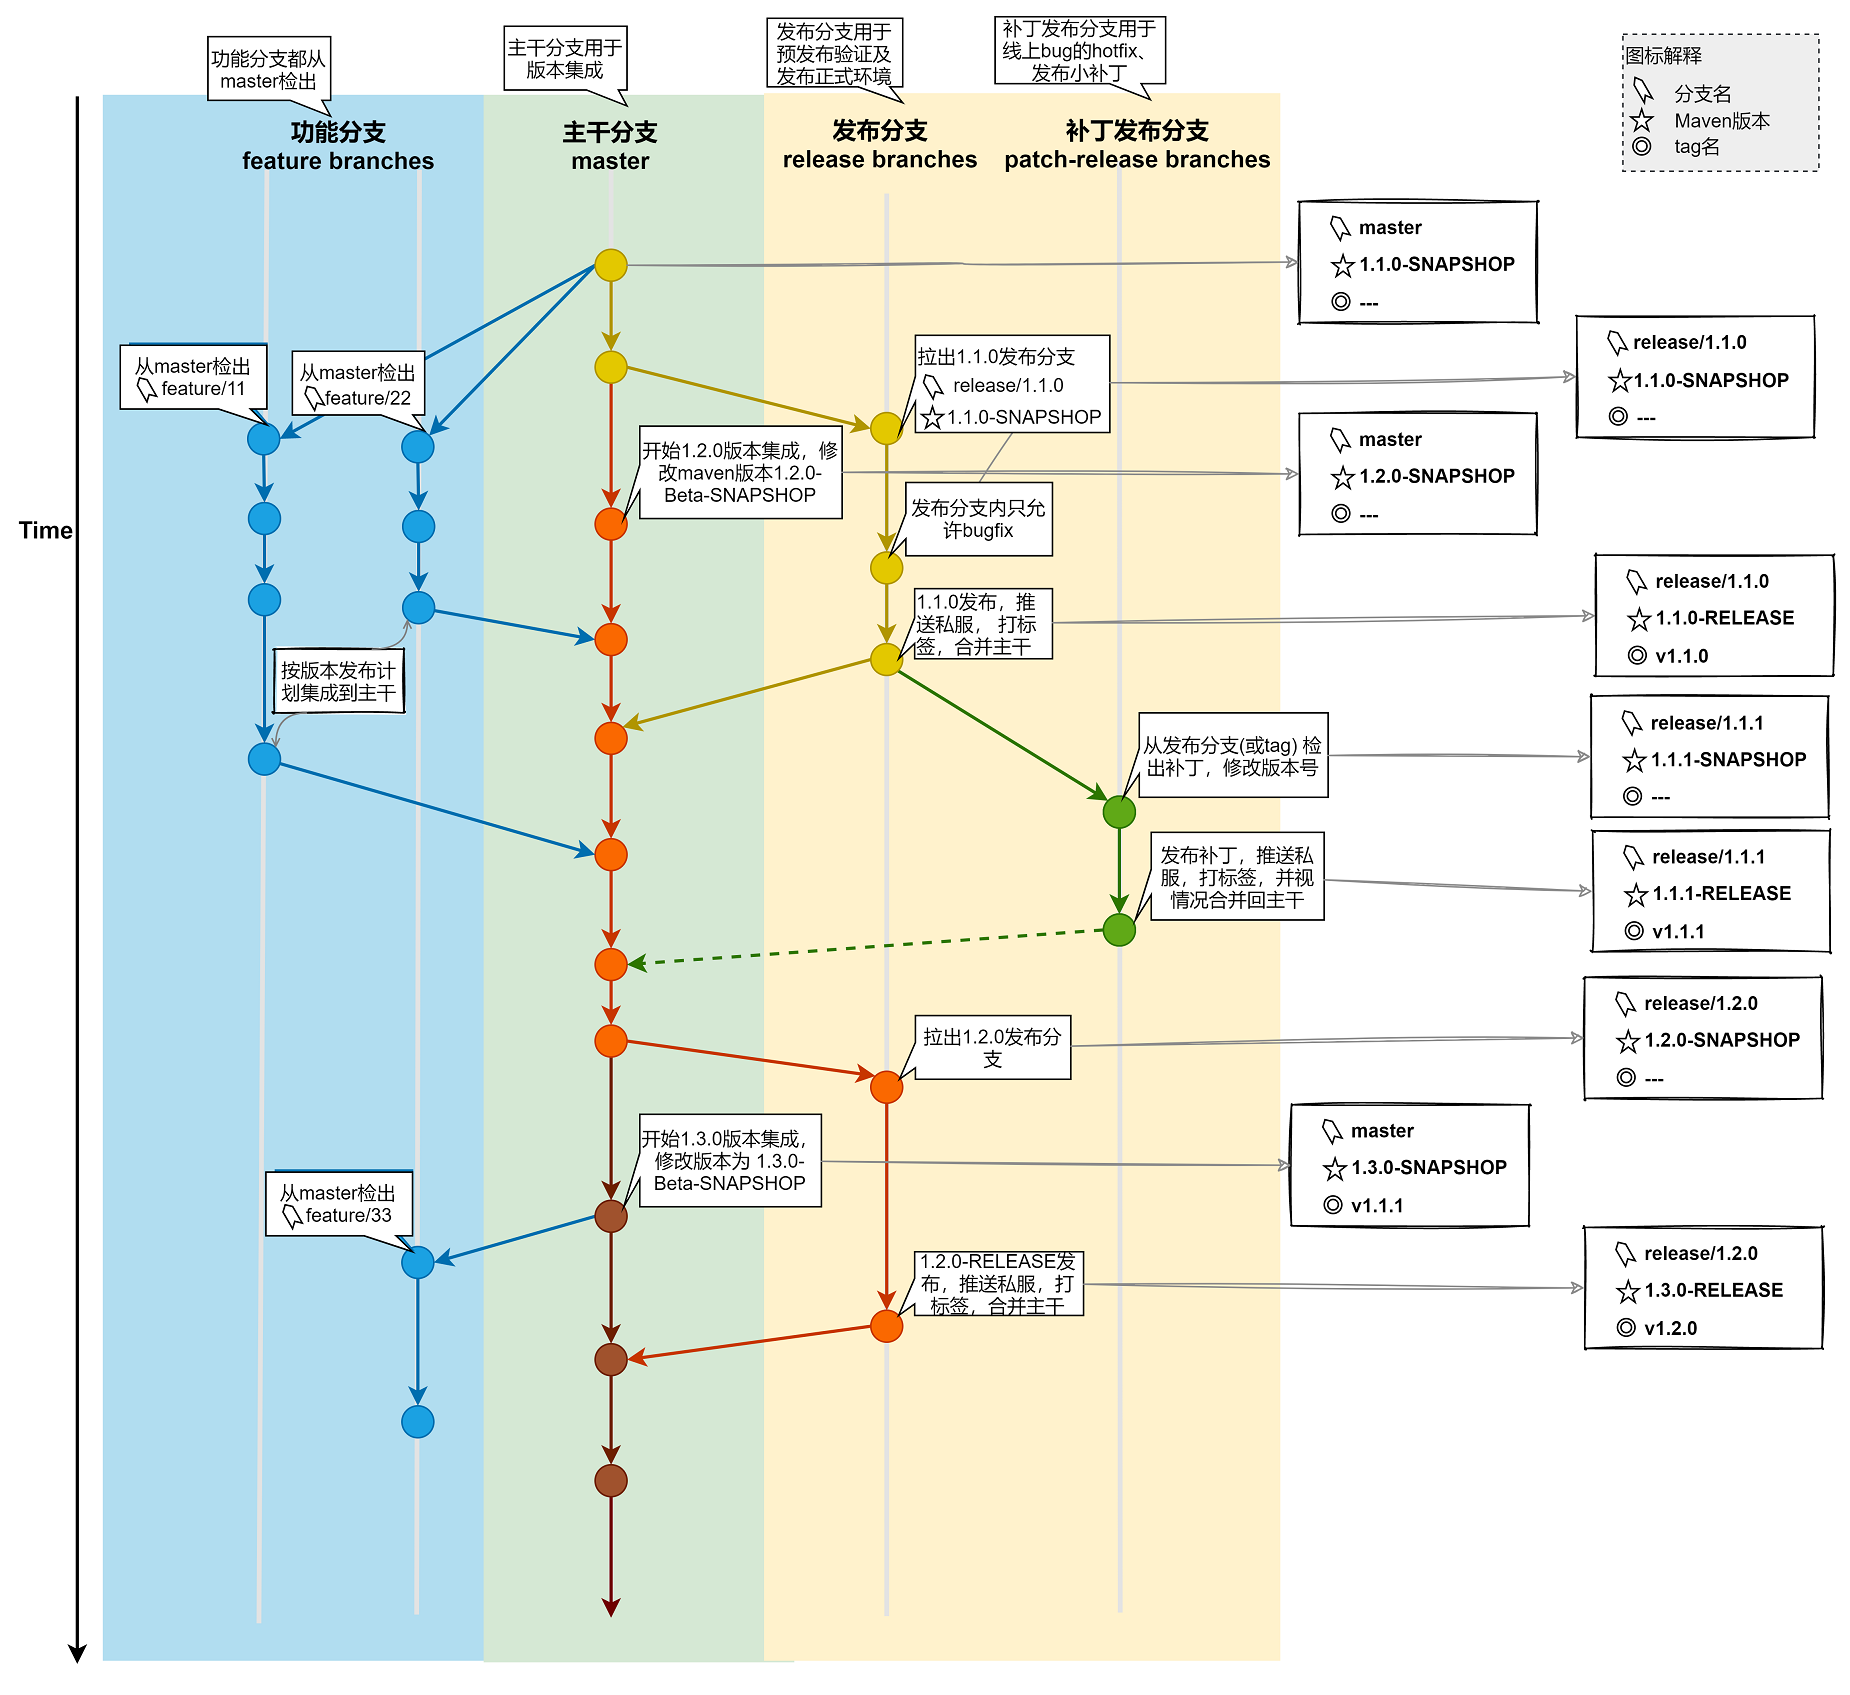 功能分支都从
master检出
主干分支用于
版本集成
发布分支用于
预发布验证及
发布正式环境
补丁发布分支用于
线上bug的hotfix、
发布小补丁
图标解释
分支名
Maven版本
tag名
功能分支
feature branches
主干分支
master
发布分支
release branches
补丁发布分支
patch-release branches
master
1.1.0-SNAPSHOP
---
从master检出
feature/11
从master检出
feature/22
拉出1.1.0发布分支
release/1.1.0
1.1.0-SNAPSHOP
release/1.1.0
1.1.0-SNAPSHOP
---
开始1.2.0版本集成，修
改maven版本1.2.0-
Beta-SNAPSHOP
master
1.2.0-SNAPSHOP
---
Time
发布分支内只允
许bugfix
1.1.0发布，推
送私服， 打标
签，合并主干
release/1.1.0
1.1.0-RELEASE
v1.1.0
按版本发布计
划集成到主干
从发布分支(或tag) 检
出补丁，修改版本号
release/1.1.1
1.1.1-SNAPSHOP
---
发布补丁，推送私
服，打标签，并视
情况合并回主干
release/1.1.1
1.1.1-RELEASE
v1.1.1
拉出1.2.0发布分
支
release/1.2.0
1.2.0-SNAPSHOP
---
开始1.3.0版本集成，
修改版本为 1.3.0-
Beta-SNAPSHOP
master
1.3.0-SNAPSHOP
v1.1.1
从master检出
feature/33
1.2.0-RELEASE发
布，推送私服，打
标签，合并主干
release/1.2.0
1.3.0-RELEASE
v1.2.0